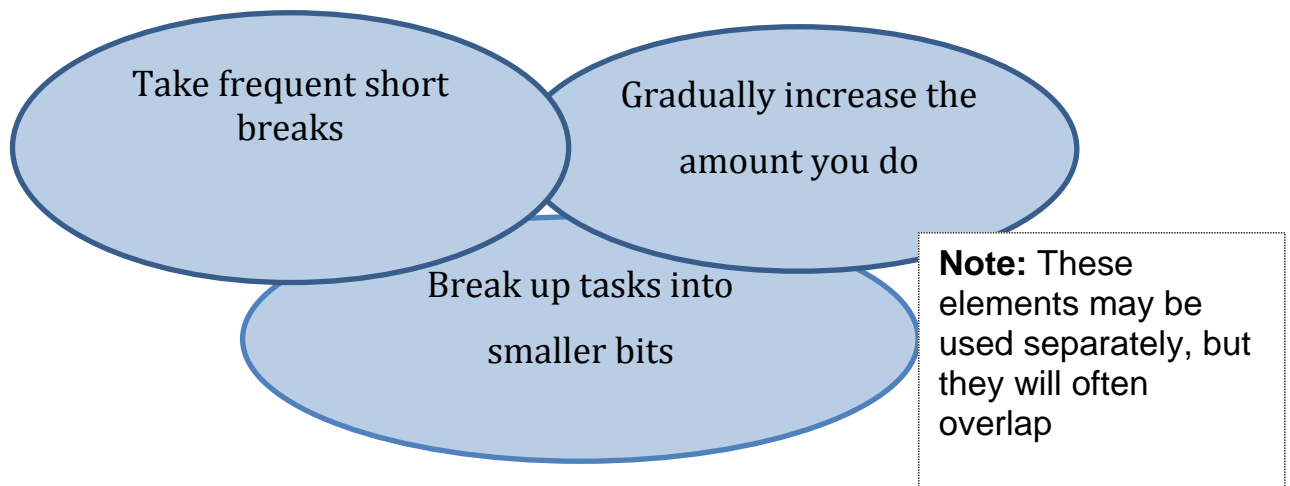 Take frequent short
breaks
Gradually increase the
amount you do
Break up tasks into
smaller bits
Note: These
elements may be
used separately, but
they will often
overlap